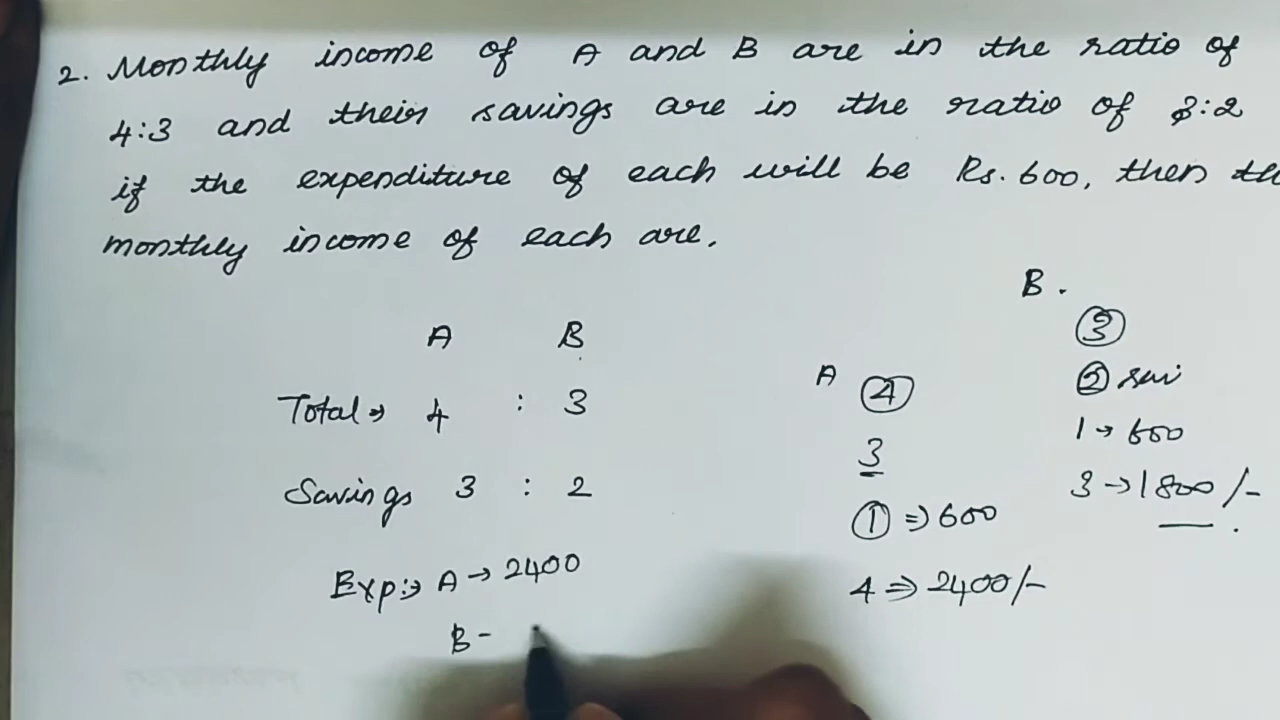 2. Monthly income of A and B are in the ratio of
4:3 and their savings are in the ratio of 3:2
if the expenditure of each will be Rs. 600, then
monthly income of each are.
A B
Total → 4 : 3
Savings 3 : 2
Exp:→ A → 2400
B -
A ④
3
① ⇒ 600
4 ⇒ 2400/-
B.
③
②
1 → 600
3 → 1800/-